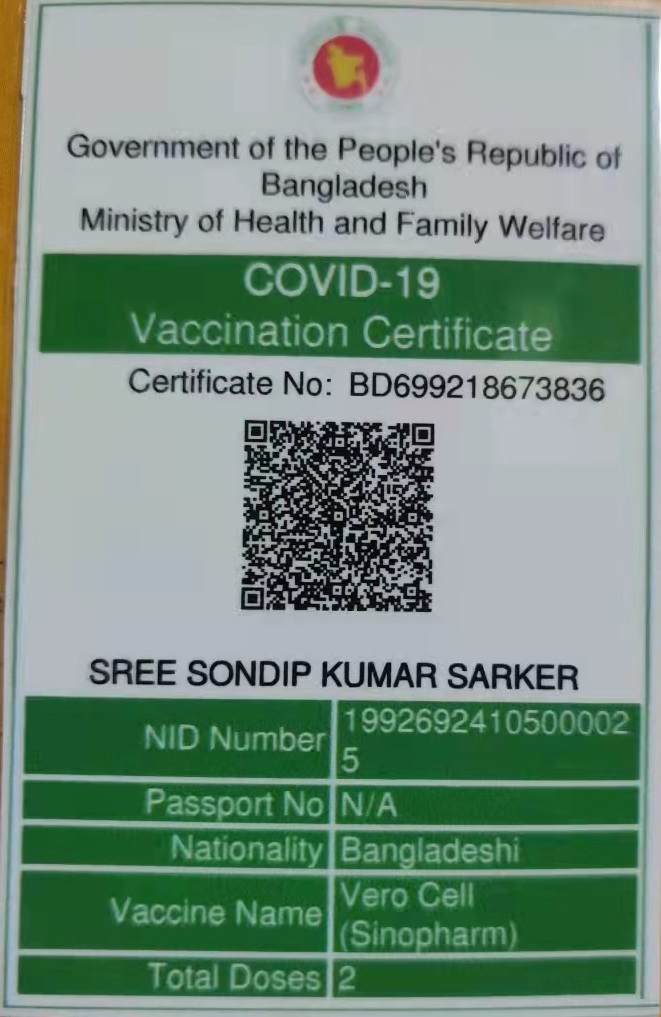 Government of the People's Republic of
Bangladesh
Ministry of Health and Family Welfare
COVID-19
Vaccination Certificate
Certificate No: BD699218673836
SREE SONDIP KUMAR SARKER
NID Number 1992692410500002
5
Passport No N/A
Nationality Bangladeshi
Vaccine Name Vero Cell
(Sinopharm)
Total Doses 2